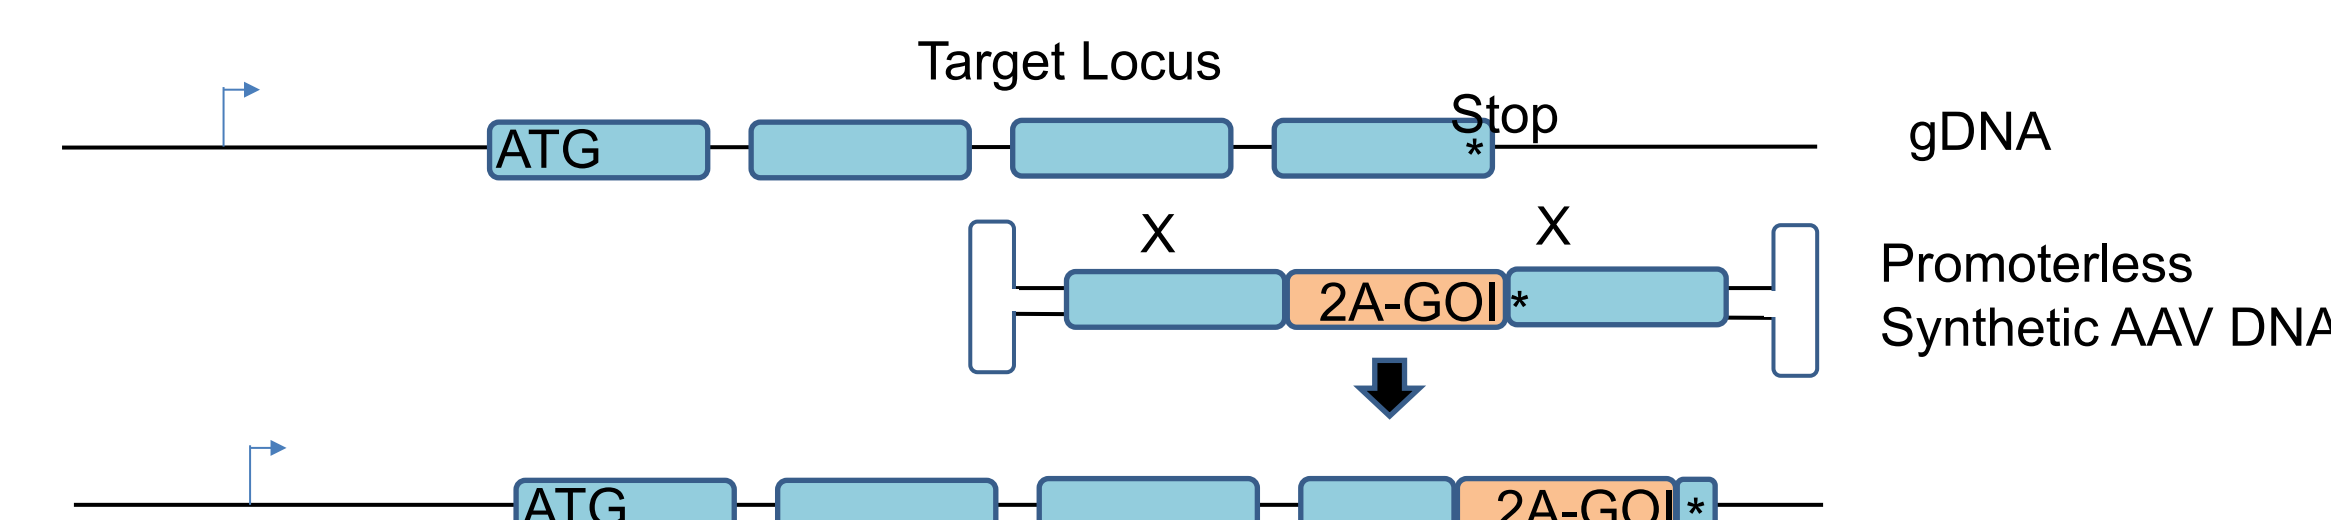 Target Locus
Stop
ATG
*
gDNA
X X
Promoterless
2A-GOI *
Synthetic AAV DNA
ATG
2A-GOI *